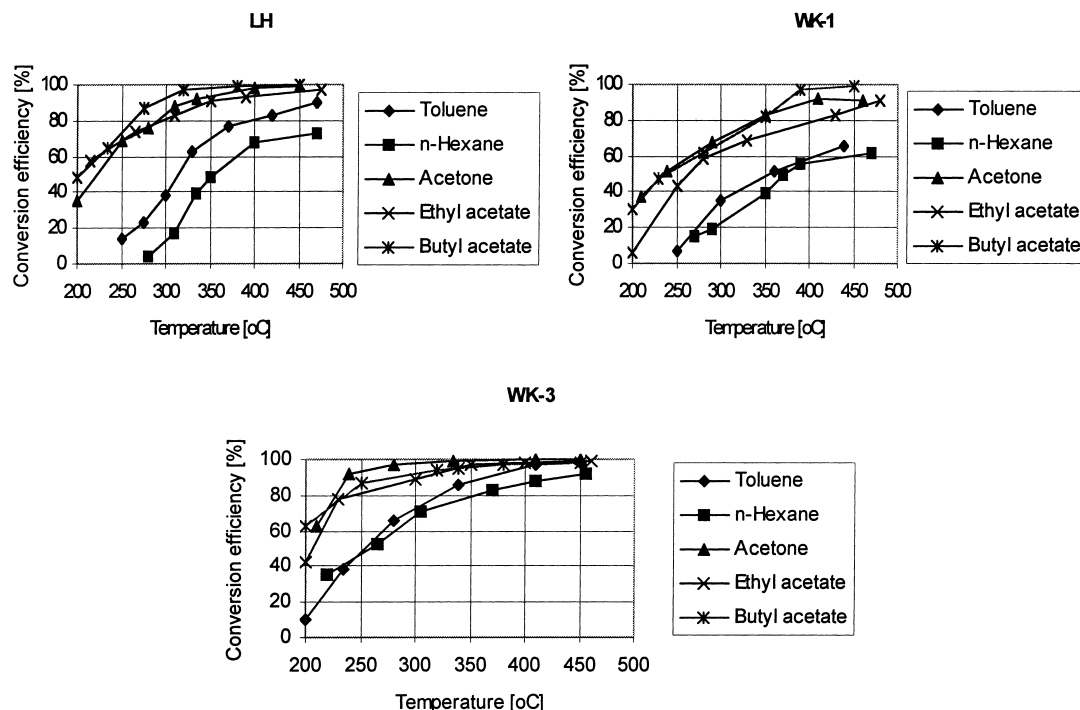 LH
Conversion efficiency [%]
100
80
60
40
20
0
200 250 300 350 400 450 500
Temperature [oC]
Toluene
n-Hexane
Acetone
Ethyl acetate
Butyl acetate
WK-1
Conversion efficiency [%]
100
80
60
40
20
0
200 250 300 350 400 450 500
Temperature [oC]
Toluene
n-Hexane
Acetone
Ethyl acetate
Butyl acetate
WK-3
Conversion efficiency [%]
100
80
60
40
20
0
200 250 300 350 400 450 500
Temperature [oC]
Toluene
n-Hexane
Acetone
Ethyl acetate
Butyl acetate